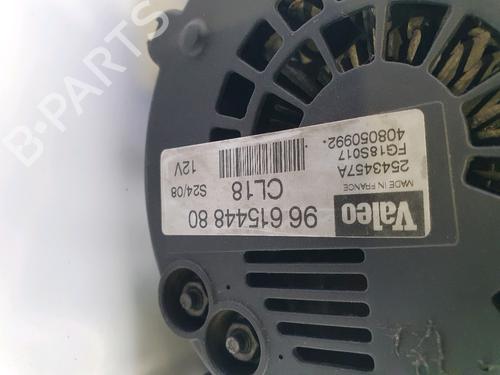 Valeo
MADE IN FRANCE
2543457A
FG18S017
408050992.
96 615448 80
CL18
S24/08
12V
B-PARTS